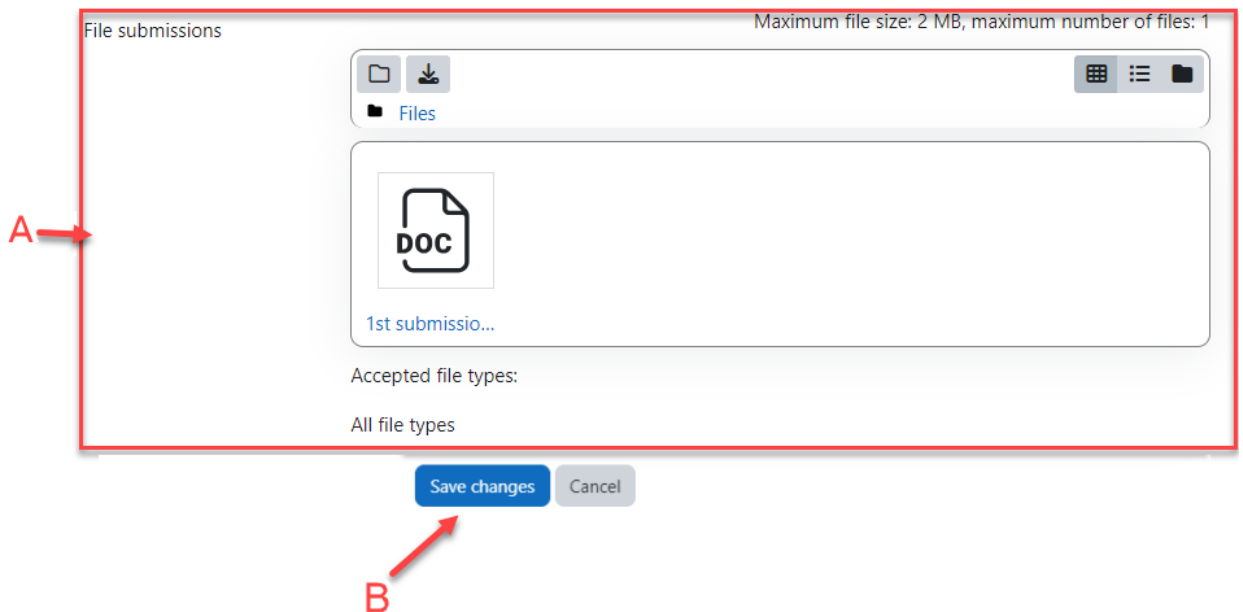 File submissions
Maximum file size: 2 MB, maximum number of files: 1
Files
A
DOC
1st submissio...
Accepted file types:
All file types
Save changes Cancel
B